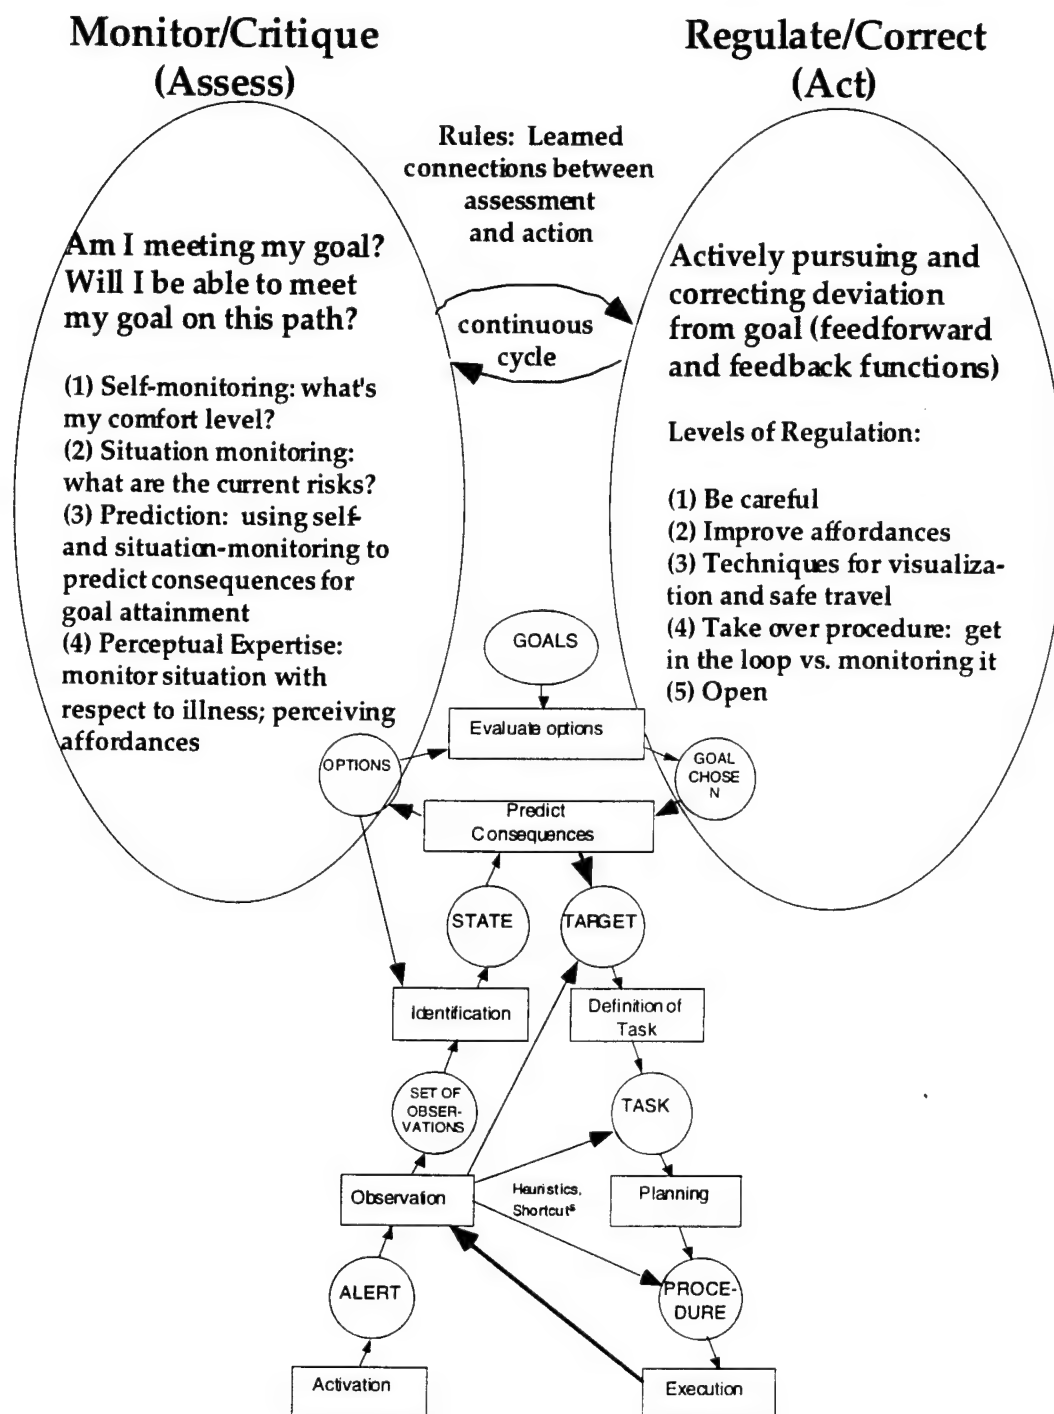 Monitor/Critique
(Assess)
Regulate/Correct
(Act)
Rules: Learned
connections between
assessment
and action
Am I meeting my goal?
Will I be able to meet
my goal on this path?
(1) Self-monitoring: what's
my comfort level?
(2) Situation monitoring:
what are the current risks?
(3) Prediction: using self-
and situation-monitoring to
predict consequences for
goal attainment
(4) Perceptual Expertise:
monitor situation with
respect to illness; perceiving
affordances
continuous
cycle
Actively pursuing and
correcting deviation
from goal (feedforward
and feedback functions)
Levels of Regulation:
(1) Be careful
(2) Improve affordances
(3) Techniques for visualiza-
tion and safe travel
(4) Take over procedure: get
in the loop vs. monitoring it
(5) Open
GOALS
Evaluate options
OPTIONS
GOAL
CHOSE
N
Predict
Consequences
STATE
TARGET
Identification
Definition of
Task
SET OF
OBSER-
VATIONS
TASK
Observation
Heuristics,
Shortcuts
Planning
ALERT
PROCE-
DURE
Activation
Execution